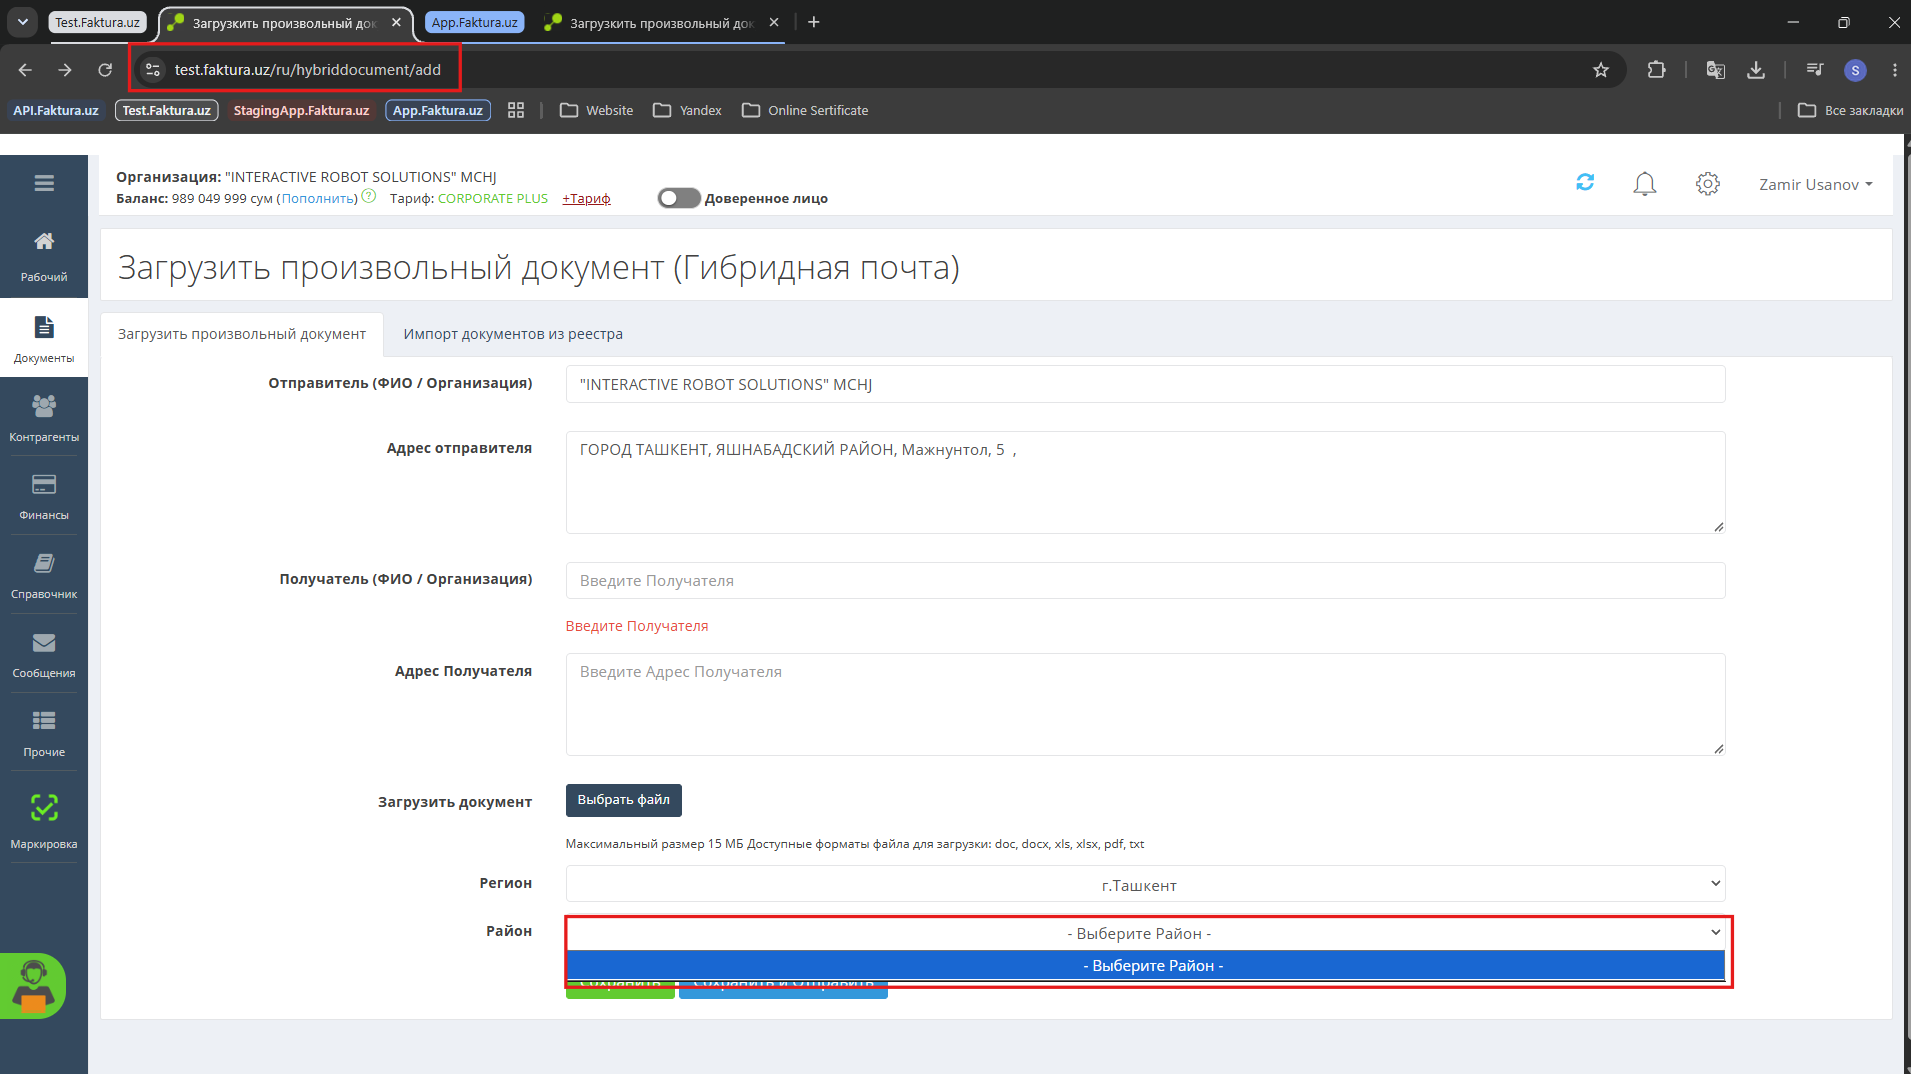 Test.Faktura.uz
Загрузкить произвольный док
App.Faktura.uz
Загрузкить произвольный док
test.faktura.uz/ru/hybriddocument/add
S
API.Faktura.uz
Test.Faktura.uz
StagingApp.Faktura.uz
App.Faktura.uz
Website
Yandex
Online Sertificate
Все закладки
Организация: "INTERACTIVE ROBOT SOLUTIONS" MCHJ
Баланс: 989 049 999 сум (Пополнить) ? Тариф: CORPORATE PLUS +Тариф
Доверенное лицо
Zamir Usanov
Рабочий
Документы
Контрагенты
Финансы
Справочник
Сообщения
Прочие
Маркировка
Загрузить произвольный документ (Гибридная почта)
Загрузить произвольный документ
Импорт документов из реестра
Отправитель (ФИО / Организация)
"INTERACTIVE ROBOT SOLUTIONS" MCHJ
Адрес отправителя
ГОРОД ТАШКЕНТ, ЯШНАБАДСКИЙ РАЙОН, Мажнунтол, 5 ,
Получатель (ФИО / Организация)
Введите Получателя
Введите Получателя
Адрес Получателя
Введите Адрес Получателя
Загрузить документ
Выбрать файл
Максимальный размер 15 МБ Доступные форматы файла для загрузки: doc, docx, xls, xlsx, pdf, txt
Регион
г.Ташкент
Район
- Выберите Район -
- Выберите Район -
Сохранить
Сохранить и Отправить